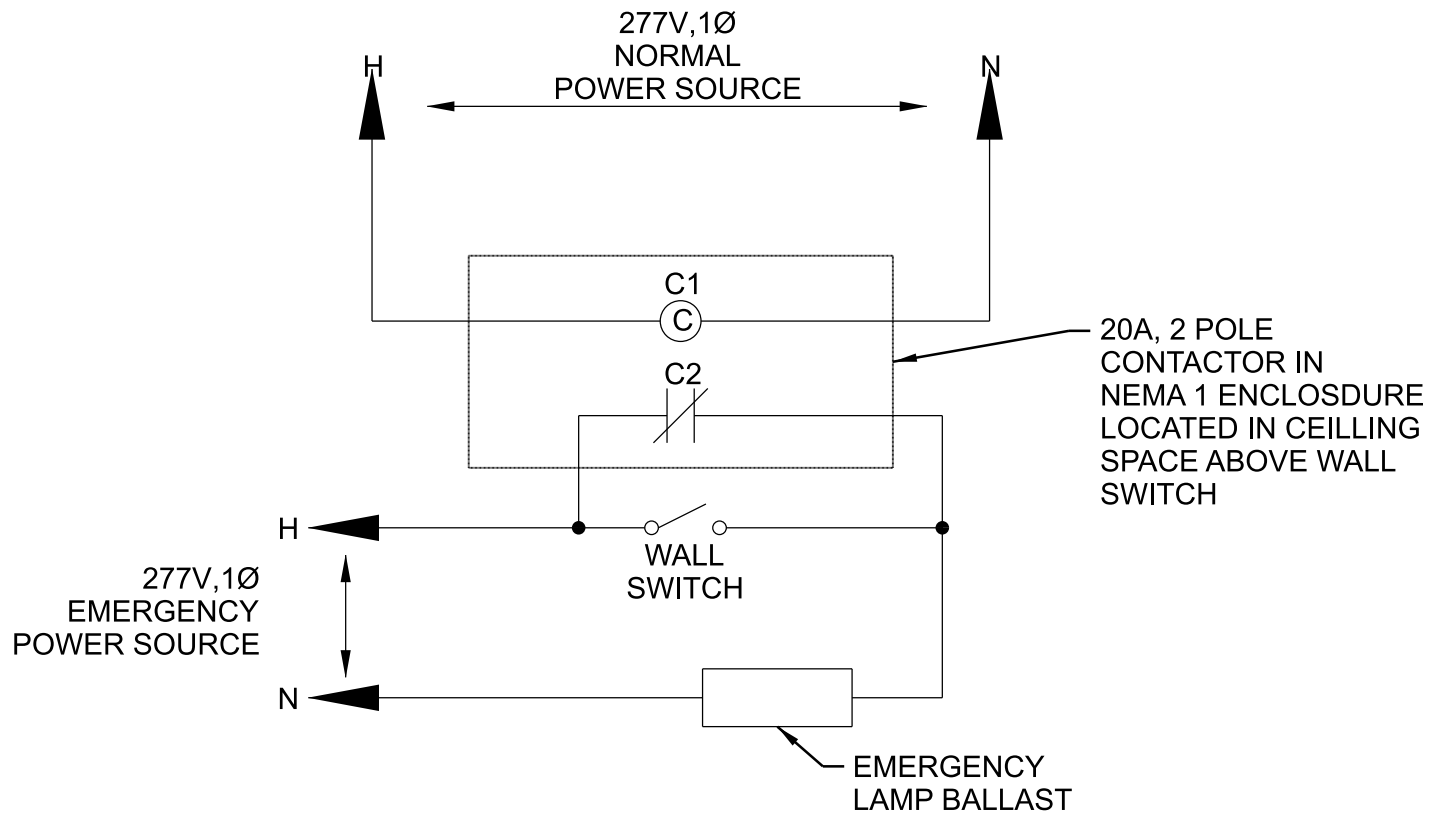 277V,1Ø
NORMAL
POWER SOURCE
H
N
C1
C
C2
20A, 2 POLE
CONTACTOR IN
NEMA 1 ENCLOSDURE
LOCATED IN CEILLING
SPACE ABOVE WALL
SWITCH
H
WALL
SWITCH
277V,1Ø
EMERGENCY
POWER SOURCE
N
EMERGENCY
LAMP BALLAST